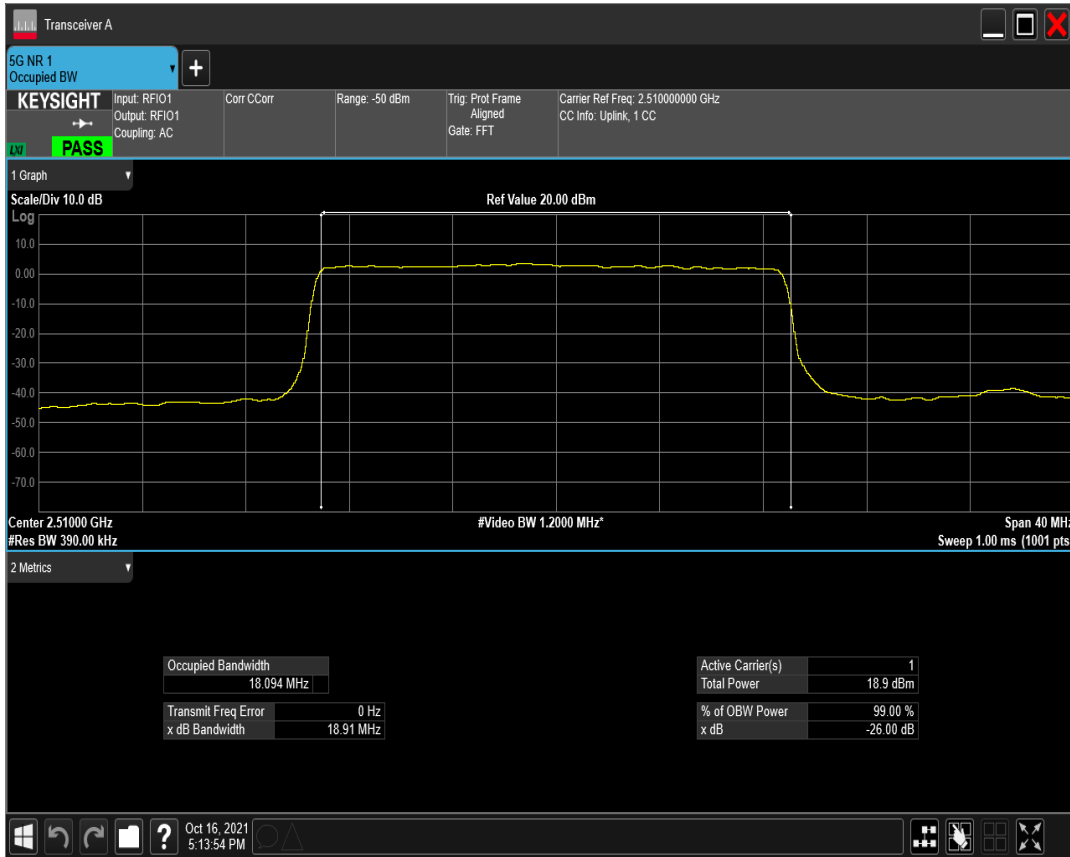 Transceiver A
5G NR 1
Occupied BW
+
KEYSIGHT
LXI
PASS
Input: RFIO1
Output: RFIO1
Coupling: AC
Corr CCorr
Range: -50 dBm
Trig: Prot Frame
Aligned
Gate: FFT
Carrier Ref Freq: 2.510000000 GHz
CC Info: Uplink, 1 CC
1 Graph
Scale/Div 10.0 dB
Ref Value 20.00 dBm
Log
10.0
0.00
-10.0
-20.0
-30.0
-40.0
-50.0
-60.0
-70.0
Center 2.51000 GHz
#Video BW 1.2000 MHz*
Span 40 MHz
#Res BW 390.00 kHz
Sweep 1.00 ms (1001 pts
2 Metrics
Occupied Bandwidth
18.094 MHz
Transmit Freq Error 0 Hz
x dB Bandwidth 18.91 MHz
Active Carrier(s) 1
Total Power 18.9 dBm
% of OBW Power 99.00 %
x dB -26.00 dB
?
Oct 16, 2021
5:13:54 PM